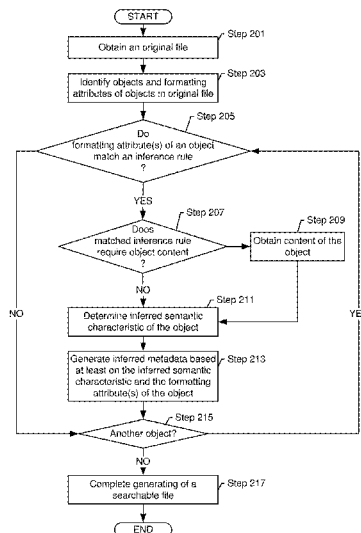 START
Step 201
Obtain an original file
Step 203
Identify objects and formatting
attributes of objects in original file
Step 205
Do
formatting attribute(s) of an object
match an inference rule
?
YES
Step 207
Does
matched inference rule
require object content
?
Step 209
Obtain content of the
object
NO
Step 211
Determine inferred semantic
characteristic of the object
NO
YE
Step 213
Generate inferred metadata based
at least on the inferred semantic
characteristic and the formatting
attribute(s) of the object
Step 215
Another object?
NO
Step 217
Complete generating of a
searchable file
END